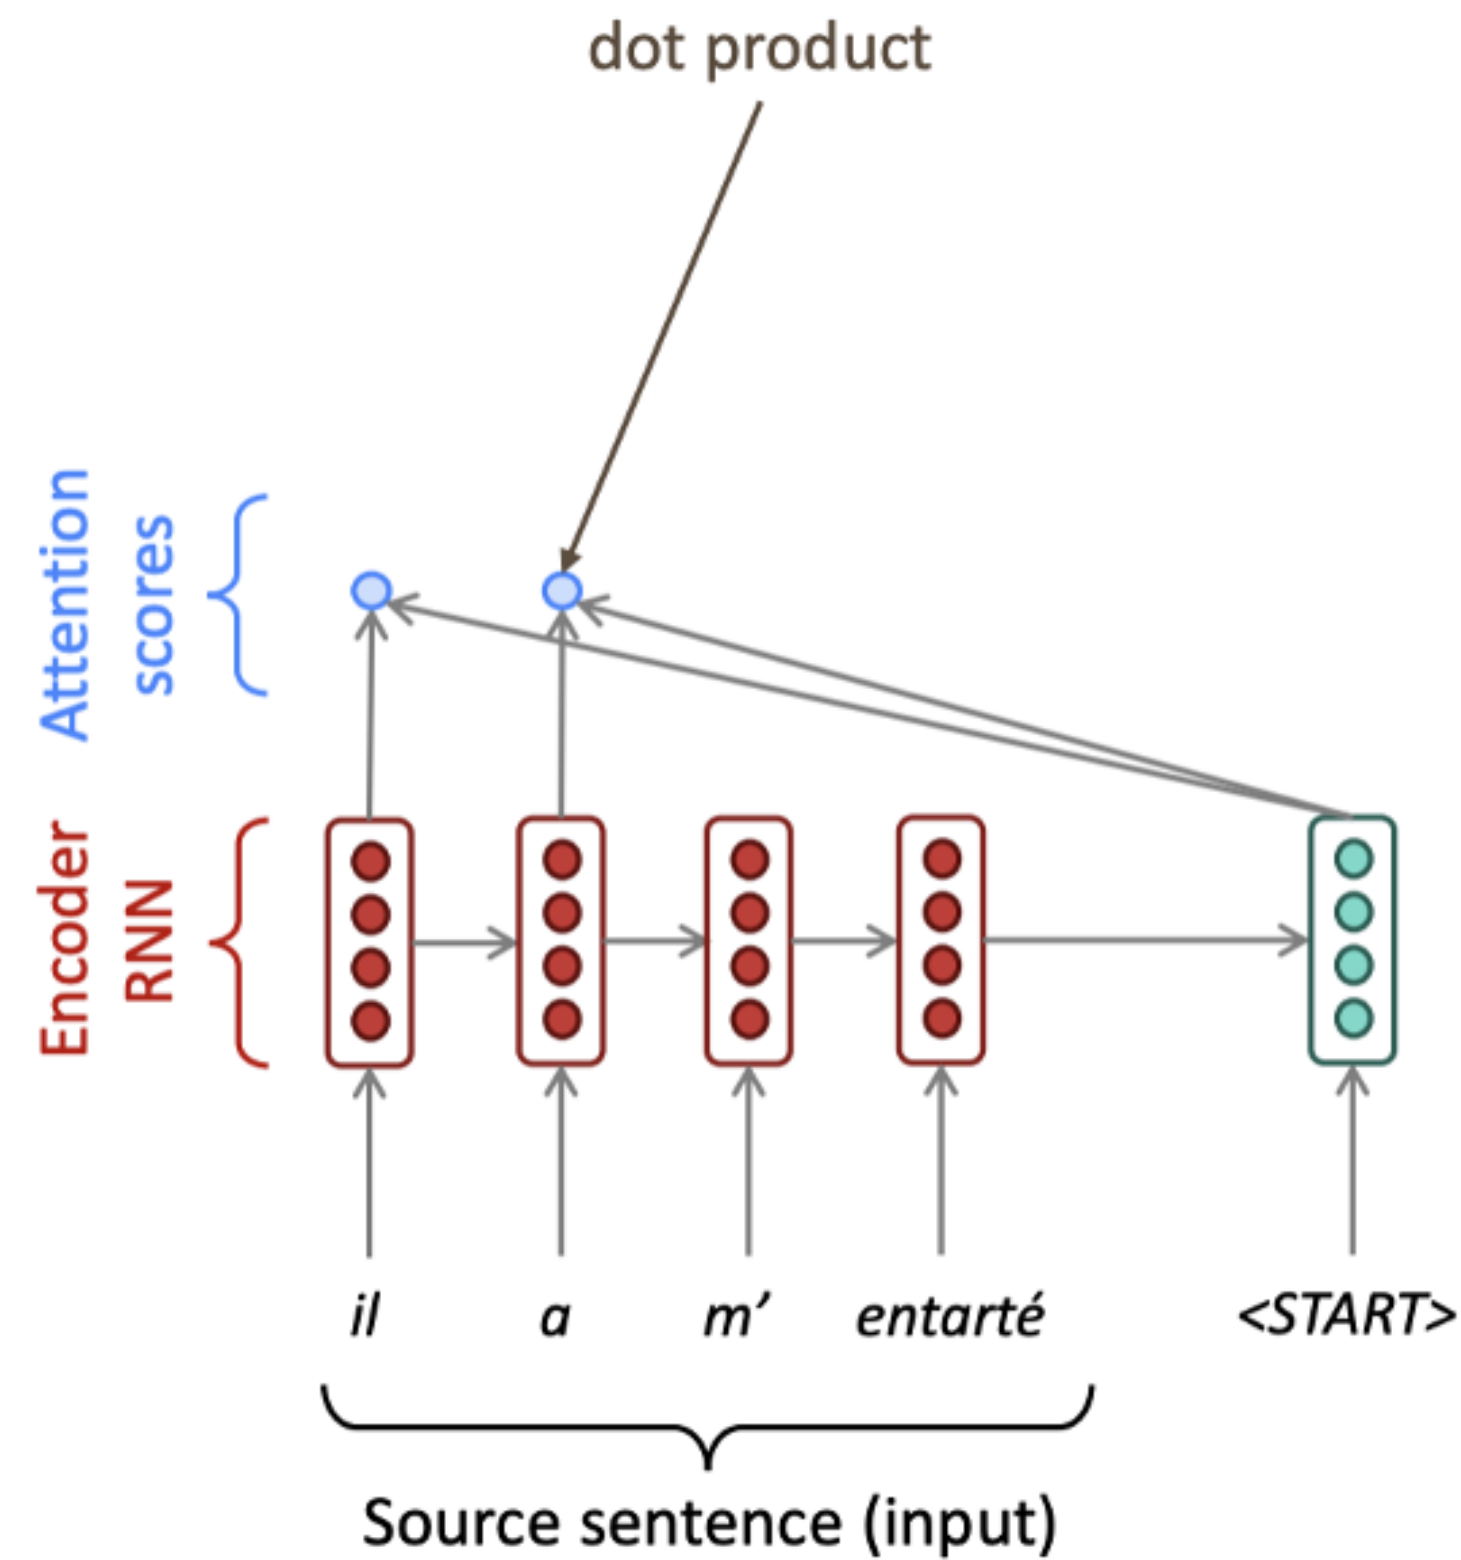 dot product
Attention
scores
Encoder
RNN
il a m’ entarté <START>
Source sentence (input)